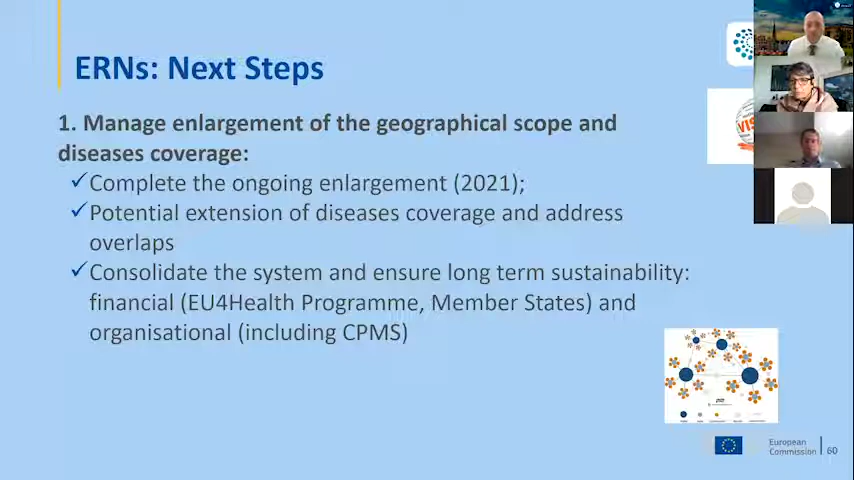 ERNs: Next Steps
1. Manage enlargement of the geographical scope and
diseases coverage:
✓Complete the ongoing enlargement (2021);
✓Potential extension of diseases coverage and address
overlaps
✓Consolidate the system and ensure long term sustainability:
financial (EU4Health Programme, Member States) and
organisational (including CPMS)
European
Commission
60